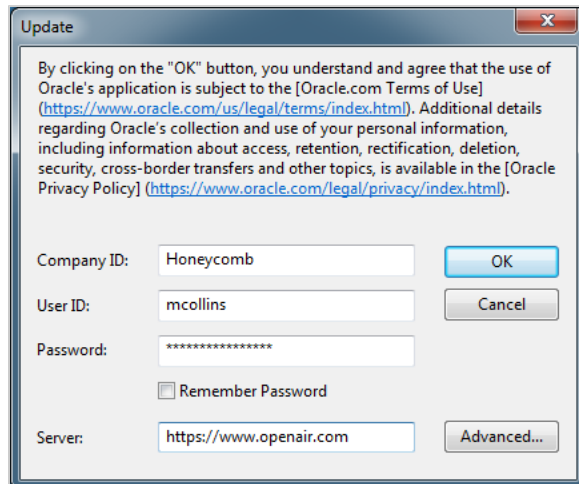 Update
By clicking on the "OK" button, you understand and agree that the use of
Oracle's application is subject to the [Oracle.com Terms of Use]
(https://www.oracle.com/us/legal/terms/index.html). Additional details
regarding Oracle's collection and use of your personal information,
including information about access, retention, rectification, deletion,
security, cross-border transfers and other topics, is available in the [Oracle
Privacy Policy] (https://www.oracle.com/legal/privacy/index.html).
Company ID: Honeycomb OK
User ID: mcollins Cancel
Password: ****************
Remember Password
Server: https://www.openair.com Advanced...